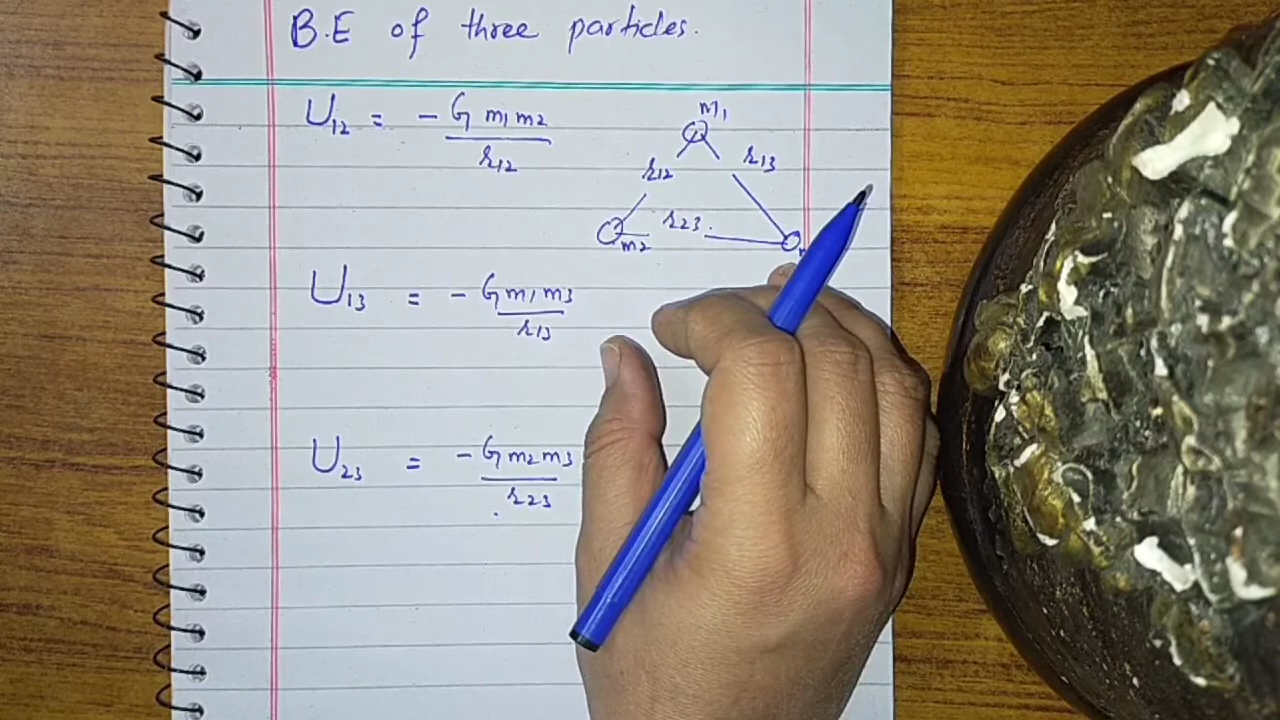 B.E of three particles.
U12 = - G m1 m2
r12
m1
r12
r13
r23
m2
U13 = - G m1 m3
r13
U23 = - G m2 m3
r23